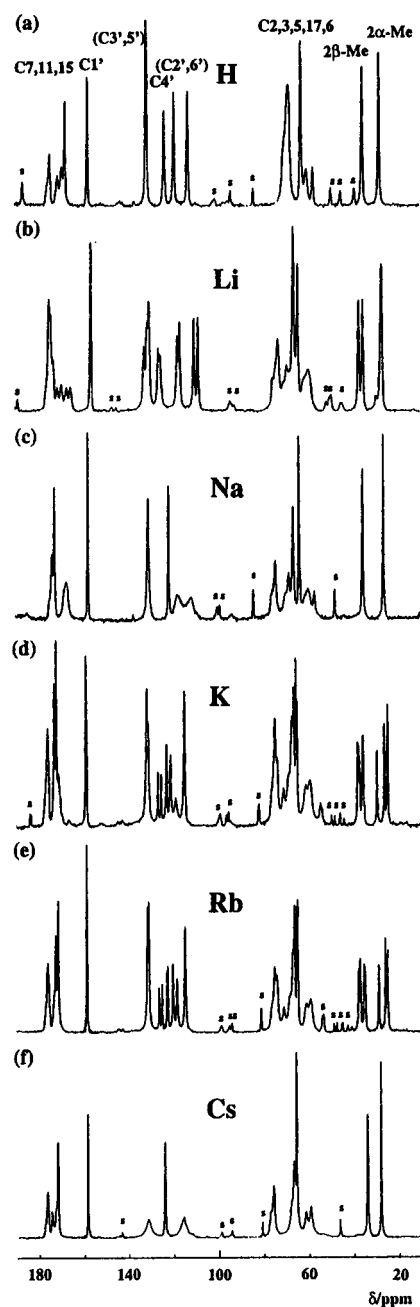 (a)
(C3',5')
C2,3,5,17,6
2α-Me
C7,11,15
C1'
(C2',6')
2β-Me
C4'
H
s
s
s
s
s
s
s
(b)
Li
s
s s
s s
s s
s
(c)
Na
s s
s
s
(d)
K
s
s
s
s
s s s
(e)
Rb
s
s s
s
s
s s s s
(f)
Cs
s
s
s
s
s
180
140
100
60
20
δ/ppm